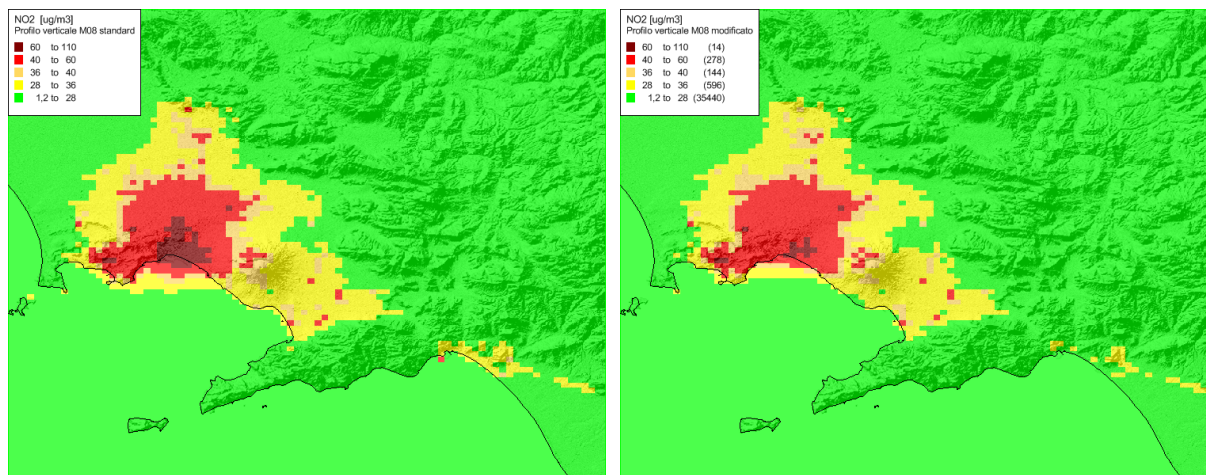 NO2 [ug/m3]
Profilo verticale M08 standard
60 to 110
40 to 60
36 to 40
28 to 36
1,2 to 28
NO2 [ug/m3]
Profilo verticale M08 modificato
60 to 110 (14)
40 to 60 (278)
36 to 40 (144)
28 to 36 (596)
1,2 to 28 (35440)